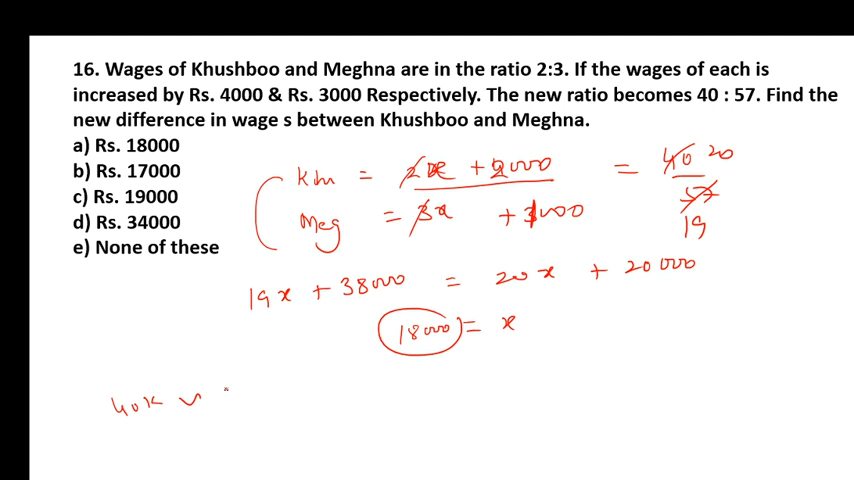 16. Wages of Khushboo and Meghna are in the ratio 2:3. If the wages of each is
increased by Rs. 4000 & Rs. 3000 Respectively. The new ratio becomes 40 : 57. Find the
new difference in wage s between Khushboo and Meghna.
a) Rs. 18000
b) Rs. 17000
c) Rs. 19000
d) Rs. 34000
e) None of these
= 2x + 2000 = 40 20
Meg = 3x + 1000 57
19
19x + 38000 = 20x + 20000
18000 = x
40k